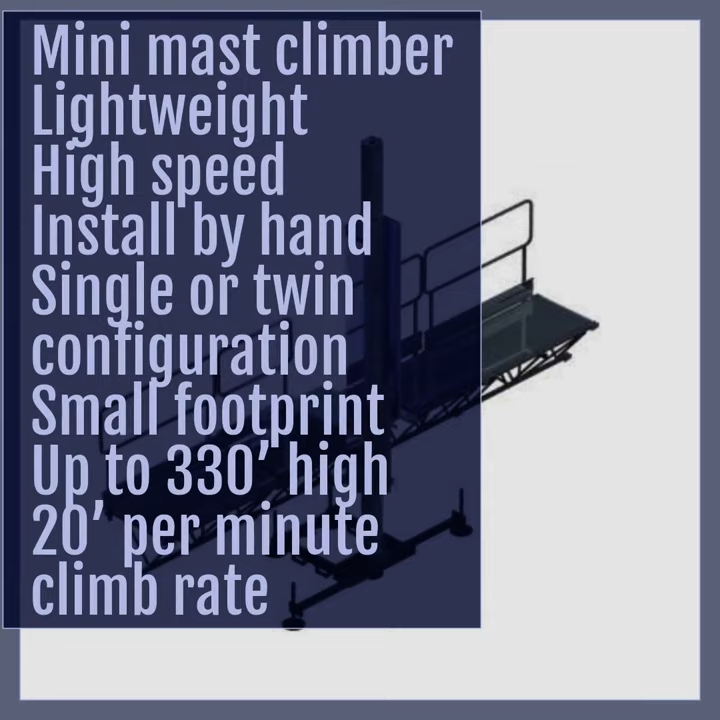 Mini mast climber
Lightweight
High speed
Install by hand
Single or twin
configuration
Small footprint
Up to 330’ high
20’ per minute
climb rate